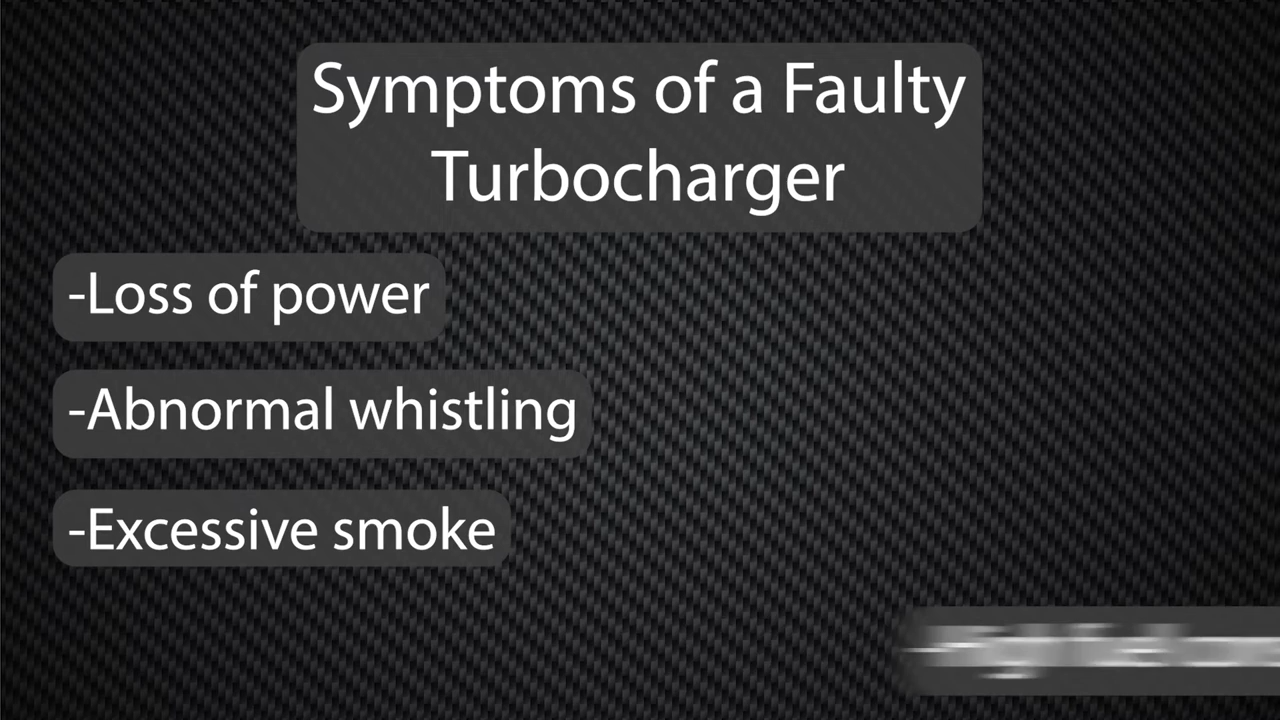 Symptoms of a Faulty
Turbocharger
-Loss of power
-Abnormal whistling
-Excessive smoke